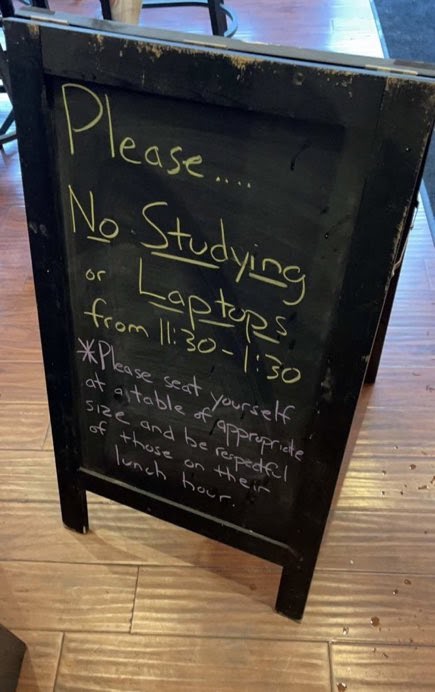 Please....
No Studying
or Laptops
from 11:30-1:30
*Please seat yourself
at a table of appropriate
size and be respectful
of those on their
lunch hour.